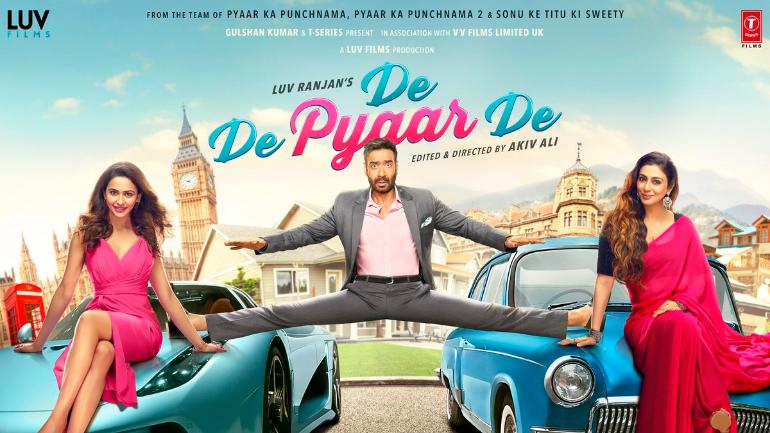 LUV
FILMS
FROM THE TEAM OF PYAAR KA PUNCHNAMA, PYAAR KA PUNCHNAMA 2 & SONU KE TITU KI SWEETY
GULSHAN KUMAR & T-SERIES PRESENT IN ASSOCIATION WITH V V FILMS LIMITED UK
A LUV FILMS PRODUCTION
T-SERIES
FILMS
LUV RANJAN'S
De
De Pyaar De
EDITED & DIRECTED BY AKIV ALI